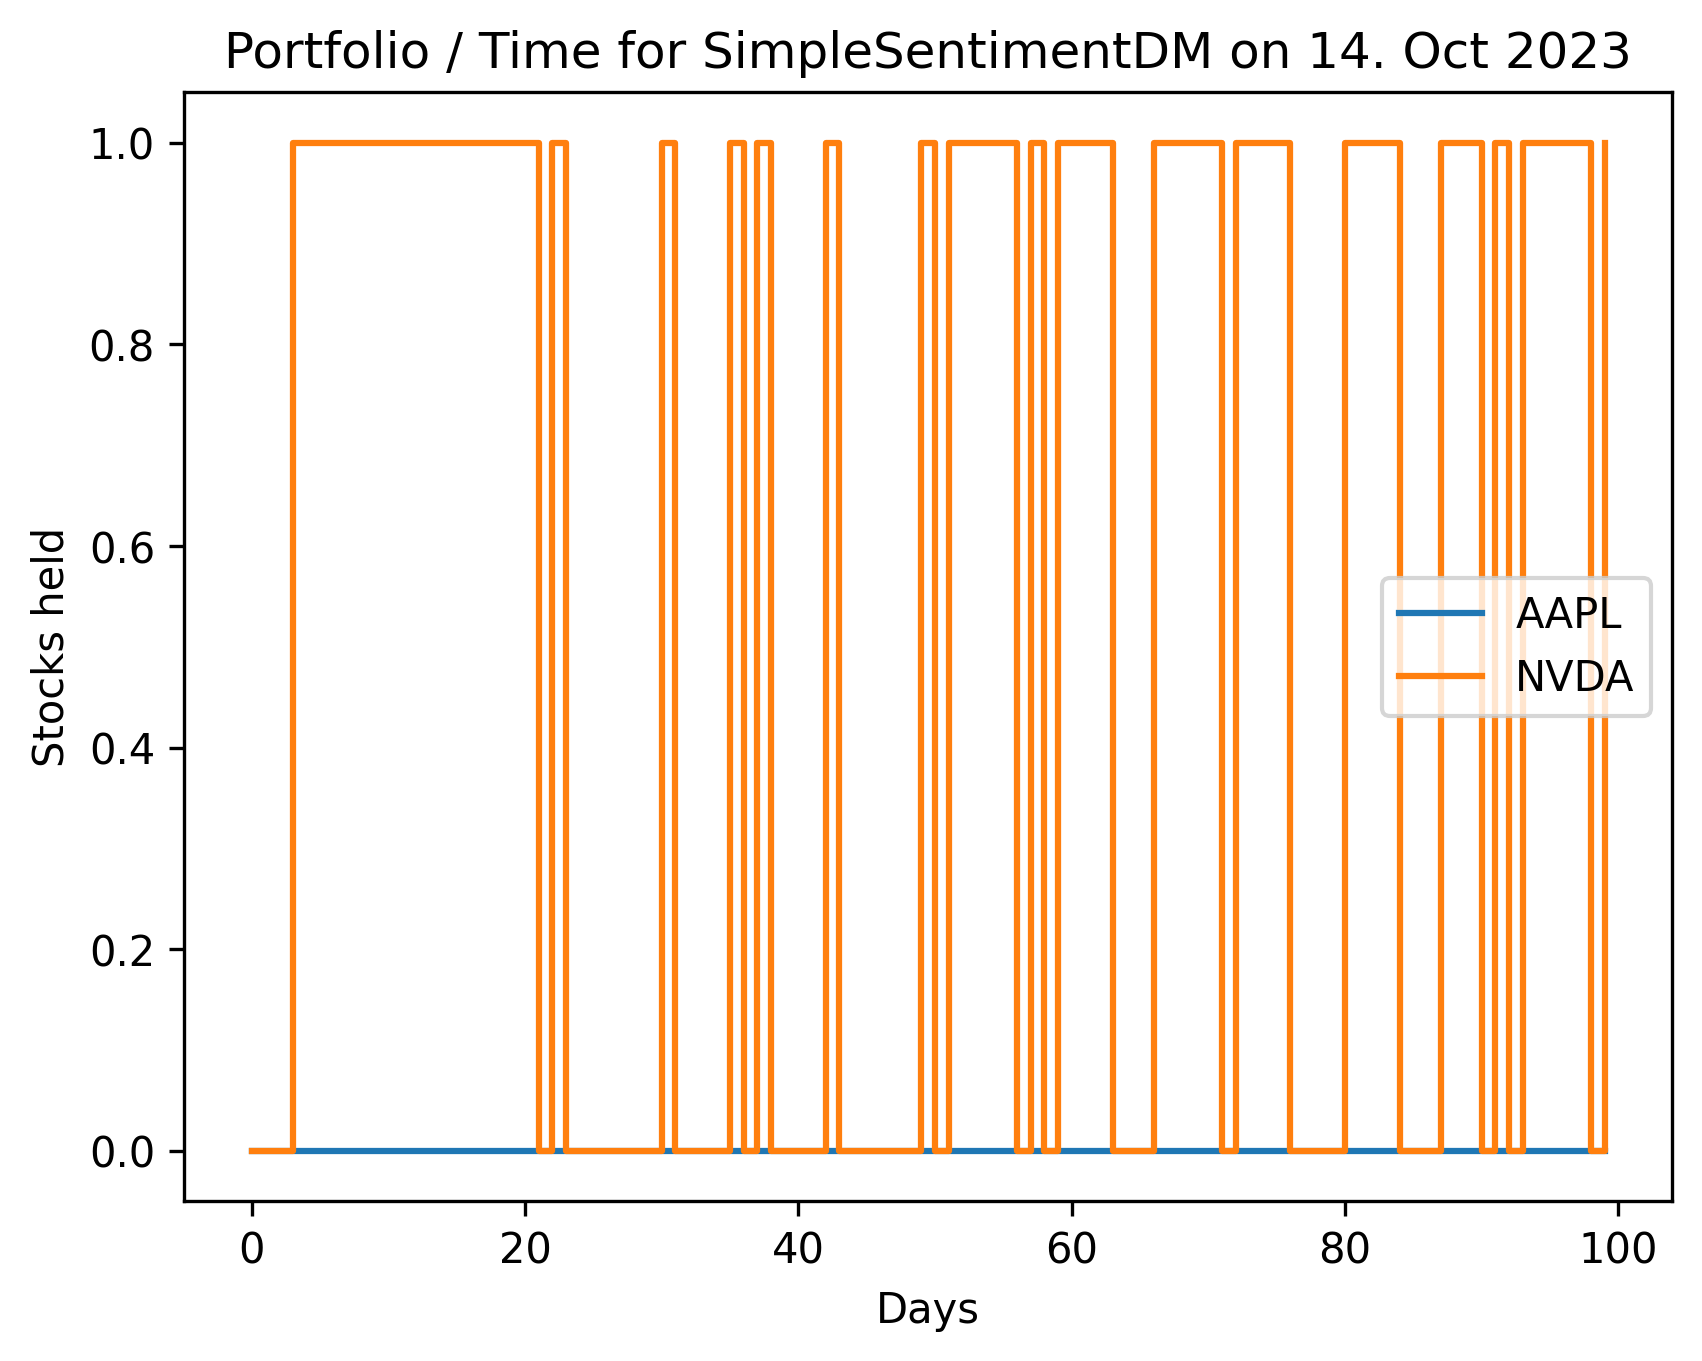 Portfolio / Time for SimpleSentimentDM on 14. Oct 2023
1.0
0.8
0.6
0.4
0.2
0.0
Stocks held
AAPL
NVDA
0 20 40 60 80 100
Days